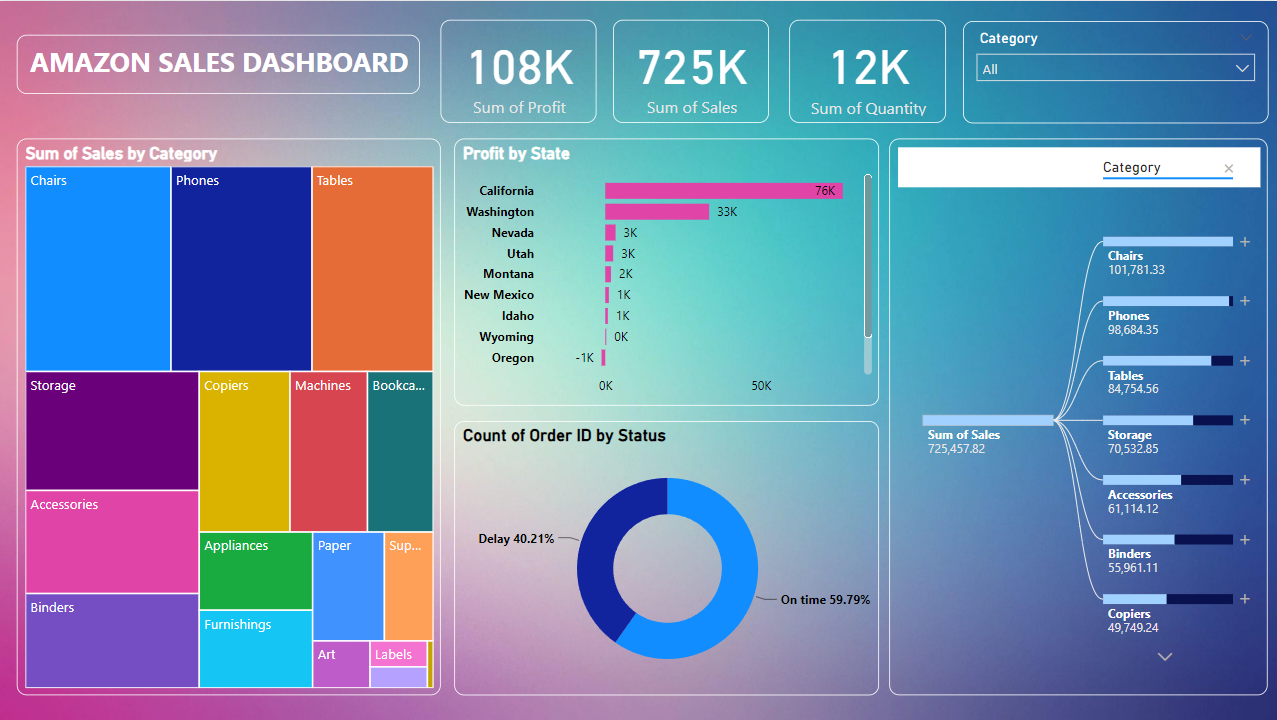 AMAZON SALES DASHBOARD
108K
Sum of Profit
725K
Sum of Sales
12K
Sum of Quantity
Category
All
Sum of Sales by Category
Chairs
Phones
Tables
Storage
Copiers
Machines
Bookca...
Accessories
Appliances
Paper
Sup...
Binders
Furnishings
Art
Labels
Profit by State
California 76K
Washington 33K
Nevada 3K
Utah 3K
Montana 2K
New Mexico 1K
Idaho 1K
Wyoming 0K
Oregon -1K
0K 50K
Count of Order ID by Status
Delay 40.21%
On time 59.79%
Category
Sum of Sales
725,457.82
Chairs
101,781.33
Phones
98,684.35
Tables
84,754.56
Storage
70,532.85
Accessories
61,114.12
Binders
55,961.11
Copiers
49,749.24